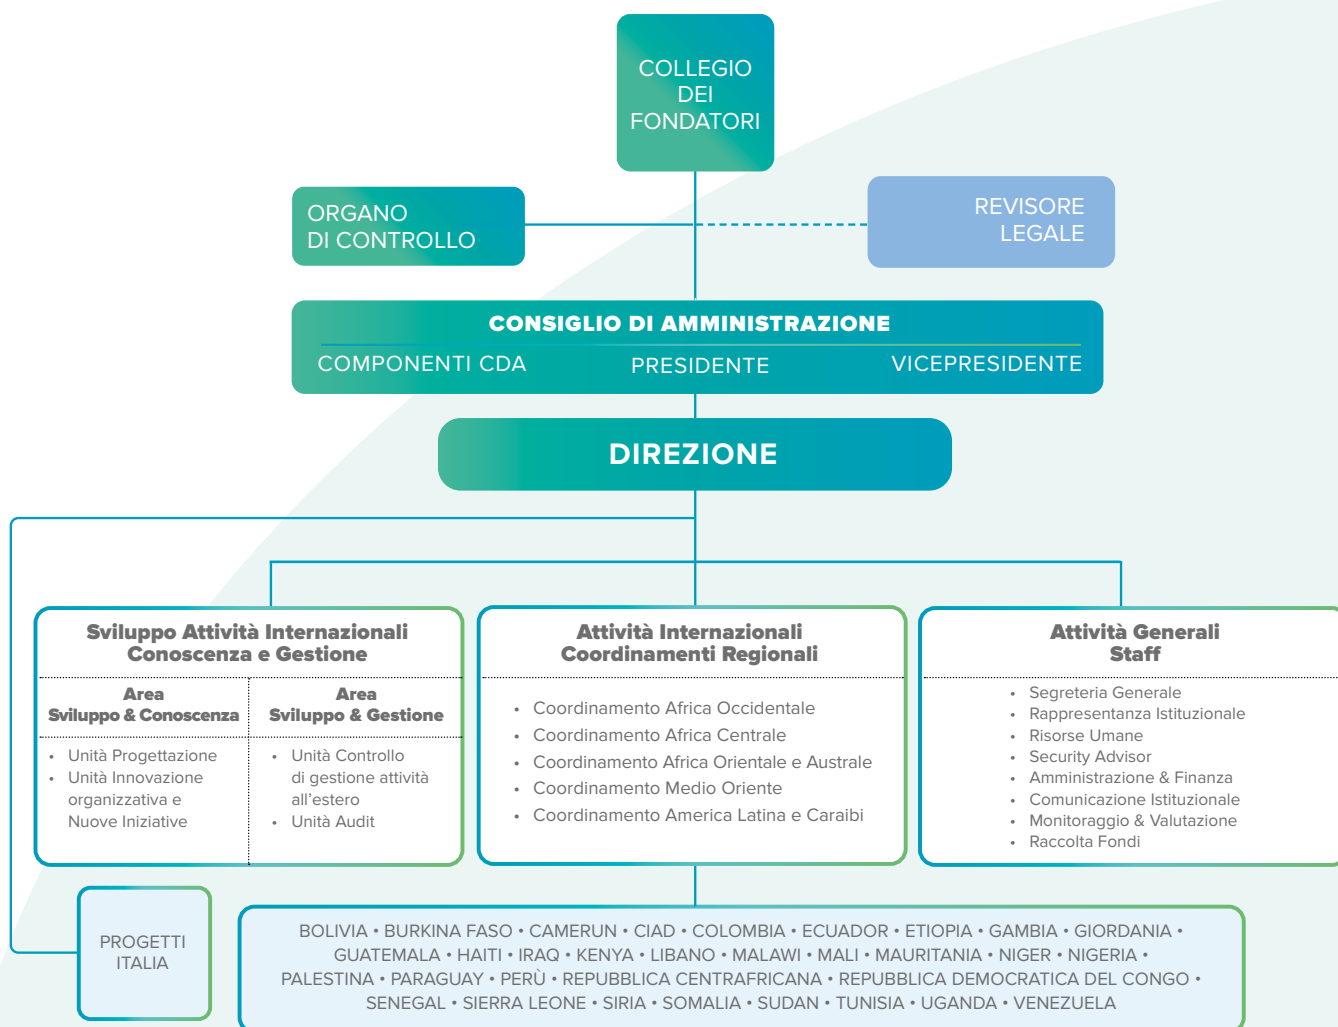 COLLEGIO
DEI
FONDATORI
ORGANO
DI CONTROLLO
REVISORE
LEGALE
CONSIGLIO DI AMMINISTRAZIONE
COMPONENTI CDA
PRESIDENTE
VICEPRESIDENTE
DIREZIONE
Sviluppo Attività Internazionali
Conoscenza e Gestione
Area
Sviluppo & Conoscenza
• Unità Progettazione
• Unità Innovazione
organizzativa e
Nuove Iniziative
Area
Sviluppo & Gestione
• Unità Controllo
di gestione attività
all'estero
• Unità Audit
Attività Internazionali
Coordinamenti Regionali
• Coordinamento Africa Occidentale
• Coordinamento Africa Centrale
• Coordinamento Africa Orientale e Australe
• Coordinamento Medio Oriente
• Coordinamento America Latina e Caraibi
Attività Generali
Staff
• Segreteria Generale
• Rappresentanza Istituzionale
• Risorse Umane
• Security Advisor
• Amministrazione & Finanza
• Comunicazione Istituzionale
• Monitoraggio & Valutazione
• Raccolta Fondi
PROGETTI
ITALIA
BOLIVIA • BURKINA FASO • CAMERUN • CIAD • COLOMBIA • ECUADOR • ETIOPIA • GAMBIA • GIORDANIA •
GUATEMALA • HAITI • IRAQ • KENYA • LIBANO • MALAWI • MALI • MAURITANIA • NIGER • NIGERIA •
PALESTINA • PARAGUAY • PERÙ • REPUBBLICA CENTRAFRICANA • REPUBBLICA DEMOCRATICA DEL CONGO •
SENEGAL • SIERRA LEONE • SIRIA • SOMALIA • SUDAN • TUNISIA • UGANDA • VENEZUELA